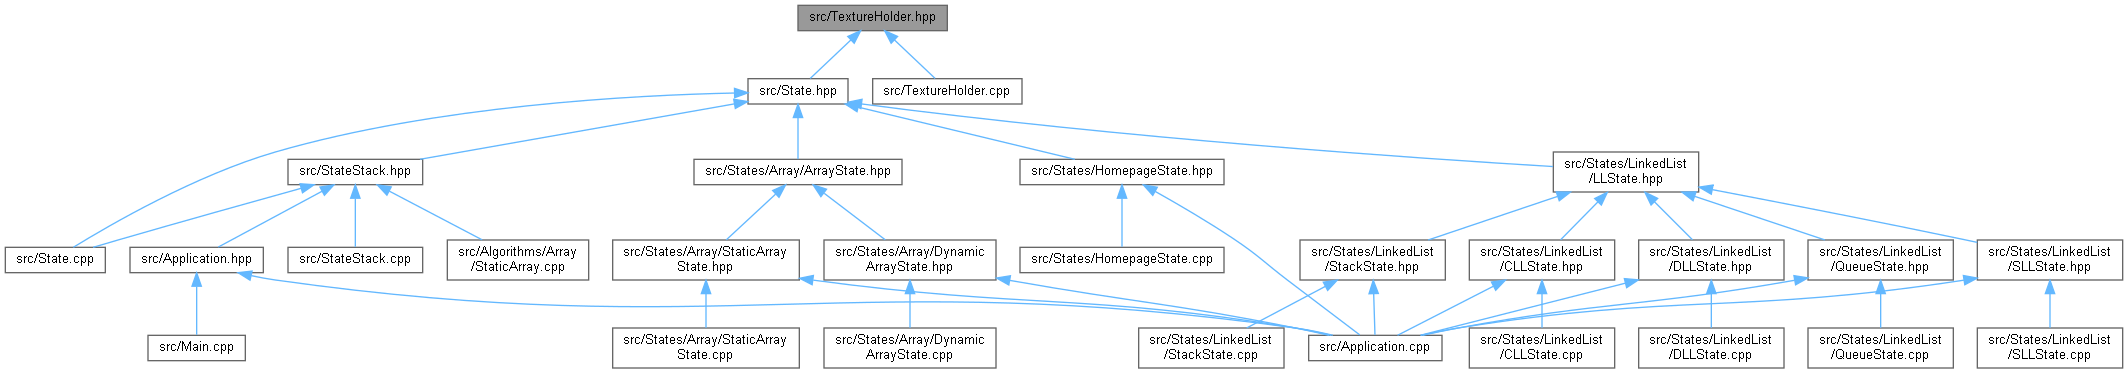 src/TextureHolder.hpp
src/State.hpp
src/TextureHolder.cpp
src/StateStack.hpp
src/States/Array/ArrayState.hpp
src/States/HomepageState.hpp
src/States/LinkedList
/LLState.hpp
src/State.cpp
src/Application.hpp
src/StateStack.cpp
src/Algorithms/Array
/StaticArray.cpp
src/States/Array/StaticArray
State.hpp
src/States/Array/Dynamic
ArrayState.hpp
src/States/HomepageState.cpp
src/States/LinkedList
/StackState.hpp
src/States/LinkedList
/CLLState.hpp
src/States/LinkedList
/DLLState.hpp
src/States/LinkedList
/QueueState.hpp
src/States/LinkedList
/SLLState.hpp
src/Main.cpp
src/States/Array/StaticArray
State.cpp
src/States/Array/Dynamic
ArrayState.cpp
src/States/LinkedList
/StackState.cpp
src/Application.cpp
src/States/LinkedList
/CLLState.cpp
src/States/LinkedList
/DLLState.cpp
src/States/LinkedList
/QueueState.cpp
src/States/LinkedList
/SLLState.cpp